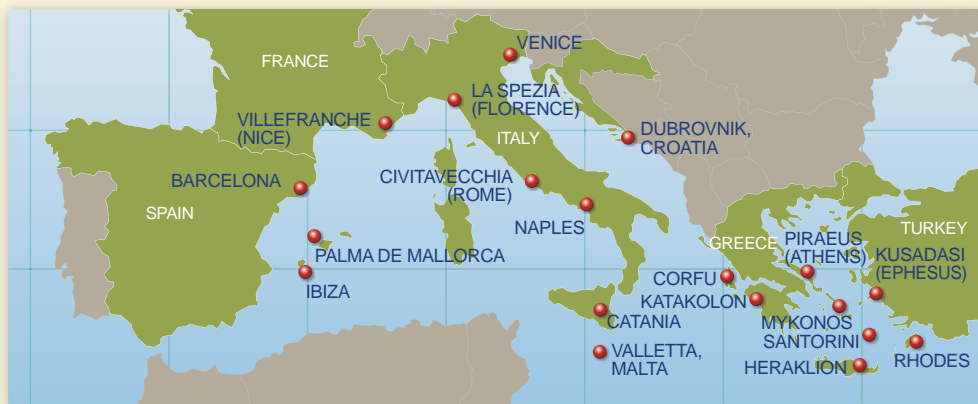 VENICE
FRANCE
LA SPEZIA
(FLORENCE)
VILLEFRANCHE
(NICE)
ITALY
DUBROVNIK,
CROATIA
BARCELONA
CIVITAVECCHIA
(ROME)
SPAIN
NAPLES
TURKEY
GREECE
PIRAEUS
(ATHENS)
KUSADASI
(EPHESUS)
PALMA DE MALLORCA
CORFU
IBIZA
KATAKOLON
CATANIA
MYKONOS
SANTORINI
VALLETTA,
MALTA
HERAKLION
RHODES